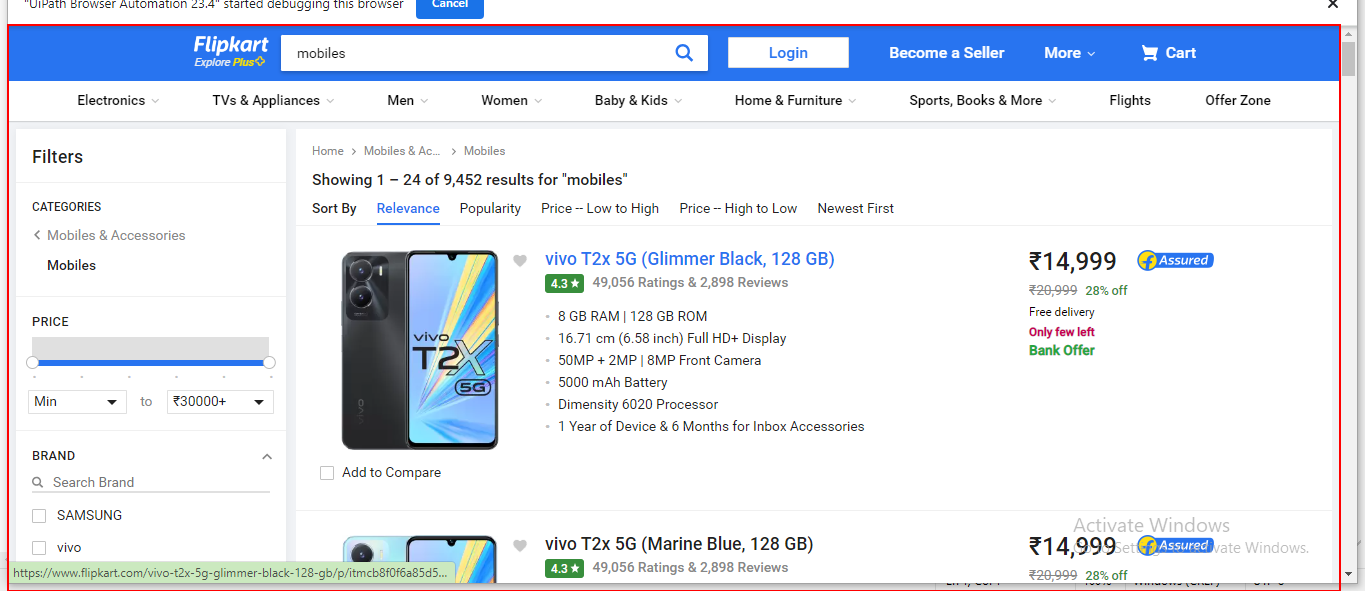 "UiPath Browser Automation 23.4" started debugging this browser
Cancel
Flipkart
Explore Plus
mobiles
Login
Become a Seller
More
Cart
Electronics
TVs & Appliances
Men
Women
Baby & Kids
Home & Furniture
Sports, Books & More
Flights
Offer Zone
Filters
CATEGORIES
Mobiles & Accessories
Mobiles
PRICE
Min
to
₹30000+
BRAND
Search Brand
SAMSUNG
vivo
Home
Mobiles & Ac...
Mobiles
Showing 1 – 24 of 9,452 results for "mobiles"
Sort By
Relevance
Popularity
Price -- Low to High
Price -- High to Low
Newest First
vivo
T2X
5G
vivo
Add to Compare
vivo T2x 5G (Glimmer Black, 128 GB)
4.3 ★
49,056 Ratings & 2,898 Reviews
8 GB RAM | 128 GB ROM
16.71 cm (6.58 inch) Full HD+ Display
50MP + 2MP | 8MP Front Camera
5000 mAh Battery
Dimensity 6020 Processor
1 Year of Device & 6 Months for Inbox Accessories
₹14,999
Assured
₹20,999
28% off
Free delivery
Only few left
Bank Offer
vivo T2x 5G (Marine Blue, 128 GB)
4.3 ★
49,056 Ratings & 2,898 Reviews
₹14,999
Assured
₹20,999
28% off
Activate Windows
Go to Settings to activate Windows.
https://www.flipkart.com/vivo-t2x-5g-glimmer-black-128-gb/p/itmcb8f0f6a85d5...